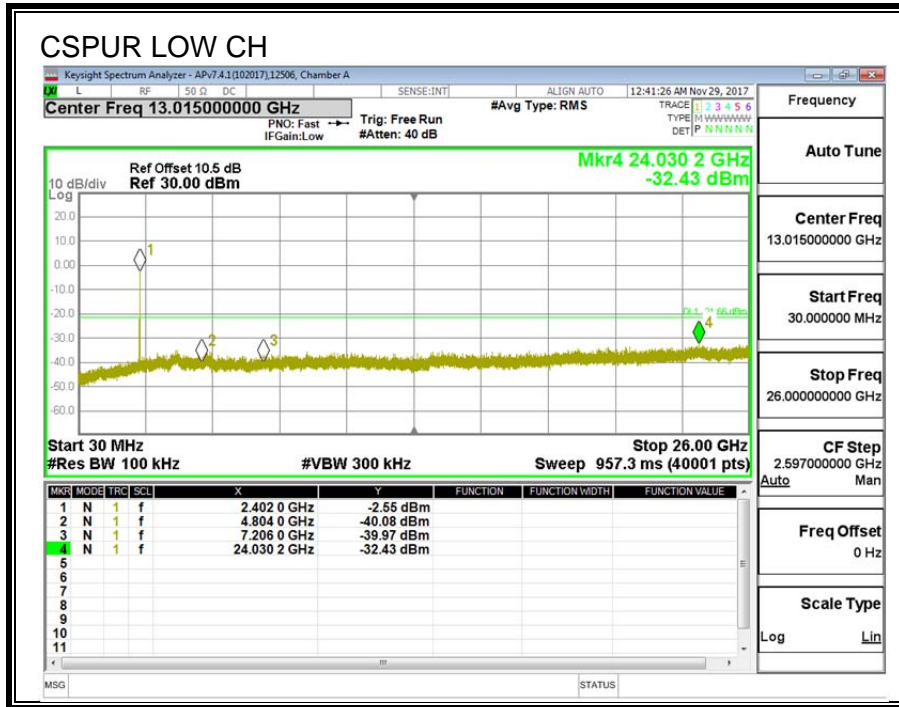 CSPUR LOW CH
Keysight Spectrum Analyzer - APv7.4.1(102017),12506, Chamber A
LXI L RF 50 Ω DC SENSE:INT ALIGN AUTO 12:41:26 AM Nov 29, 2017
Center Freq 13.015000000 GHz
PNO: Fast
IFGain:Low
Trig: Free Run
#Atten: 40 dB
#Avg Type: RMS
TRACE 1 2 3 4 5 6
TYPE M WWWWW
DET P N N N N N
Mkr4 24.030 2 GHz
-32.43 dBm
Ref Offset 10.5 dB
10 dB/div Ref 30.00 dBm
Log
20.0
10.0
0.00
-10.0
-20.0
-30.0
-40.0
-50.0
-60.0
1
2
3
4
Start 30 MHz Stop 26.00 GHz
#Res BW 100 kHz #VBW 300 kHz Sweep 957.3 ms (40001 pts)
MKR MODE TRC SCL X Y FUNCTION FUNCTION WIDTH FUNCTION VALUE
1 N 1 f 2.402 0 GHz -2.55 dBm
2 N 1 f 4.804 0 GHz -40.08 dBm
3 N 1 f 7.206 0 GHz -39.97 dBm
4 N 1 f 24.030 2 GHz -32.43 dBm
5
6
7
8
9
10
11
MSG STATUS
Frequency
Auto Tune
Center Freq
13.015000000 GHz
Start Freq
30.000000 MHz
Stop Freq
26.000000000 GHz
CF Step
2.597000000 GHz
Auto Man
Freq Offset
0 Hz
Scale Type
Log Lin